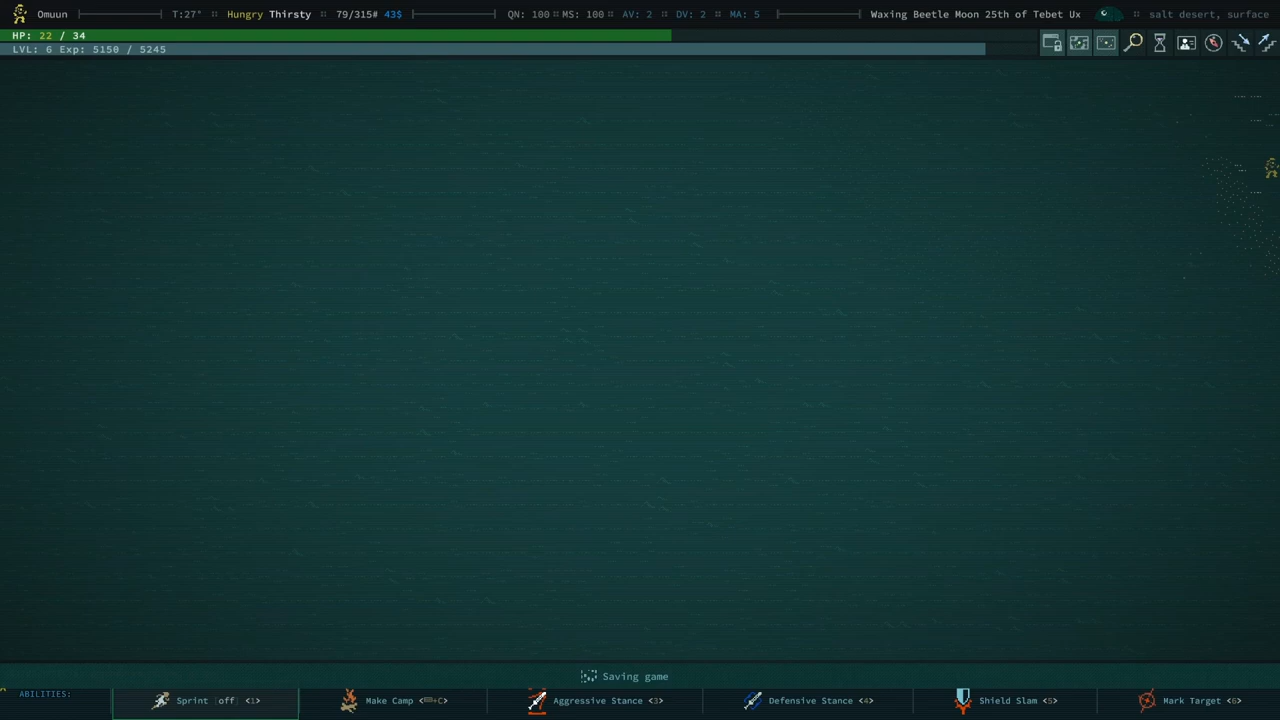 Omuun T:27° Hungry Thirsty 79/315# 43$ QN: 100 MS: 100 AV: 2 DV: 2 MA: 5 Waxing Beetle Moon 25th of Tebet Ux salt desert, surface
HP: 22 / 34
LVL: 6 Exp: 5150 / 5245
Saving game
ABILITIES: Sprint [off] <1> Make Camp Aggressive Stance <3> Defensive Stance <4> Shield Slam <5> Mark Target <6>